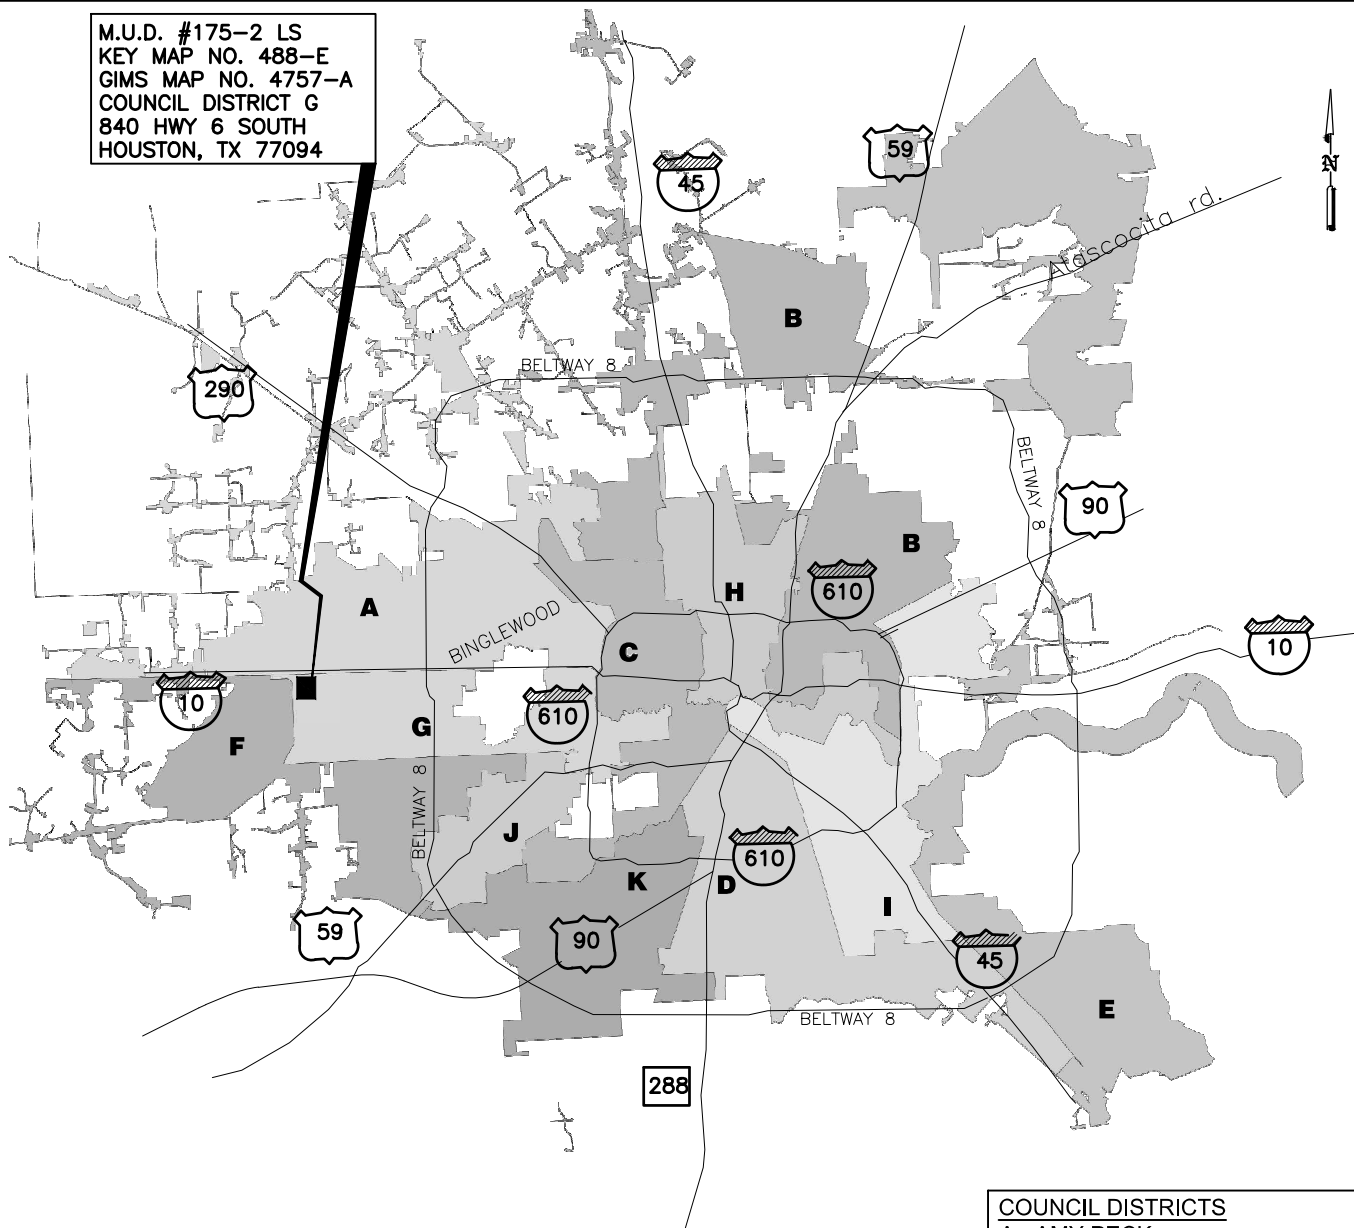 M.U.D. #175-2 LS
KEY MAP NO. 488-E
GIMS MAP NO. 4757-A
COUNCIL DISTRICT G
840 HWY 6 SOUTH
HOUSTON, TX 77094
N
45
59
Atascocita rd.
B
BELTWAY 8
290
BELTWAY 8
90
B
H
610
A
BINGLEWOOD
C
10
10
610
G
F
BELTWAY 8
J
610
K
D
I
59
90
45
E
BELTWAY 8
288
COUNCIL DISTRICTS